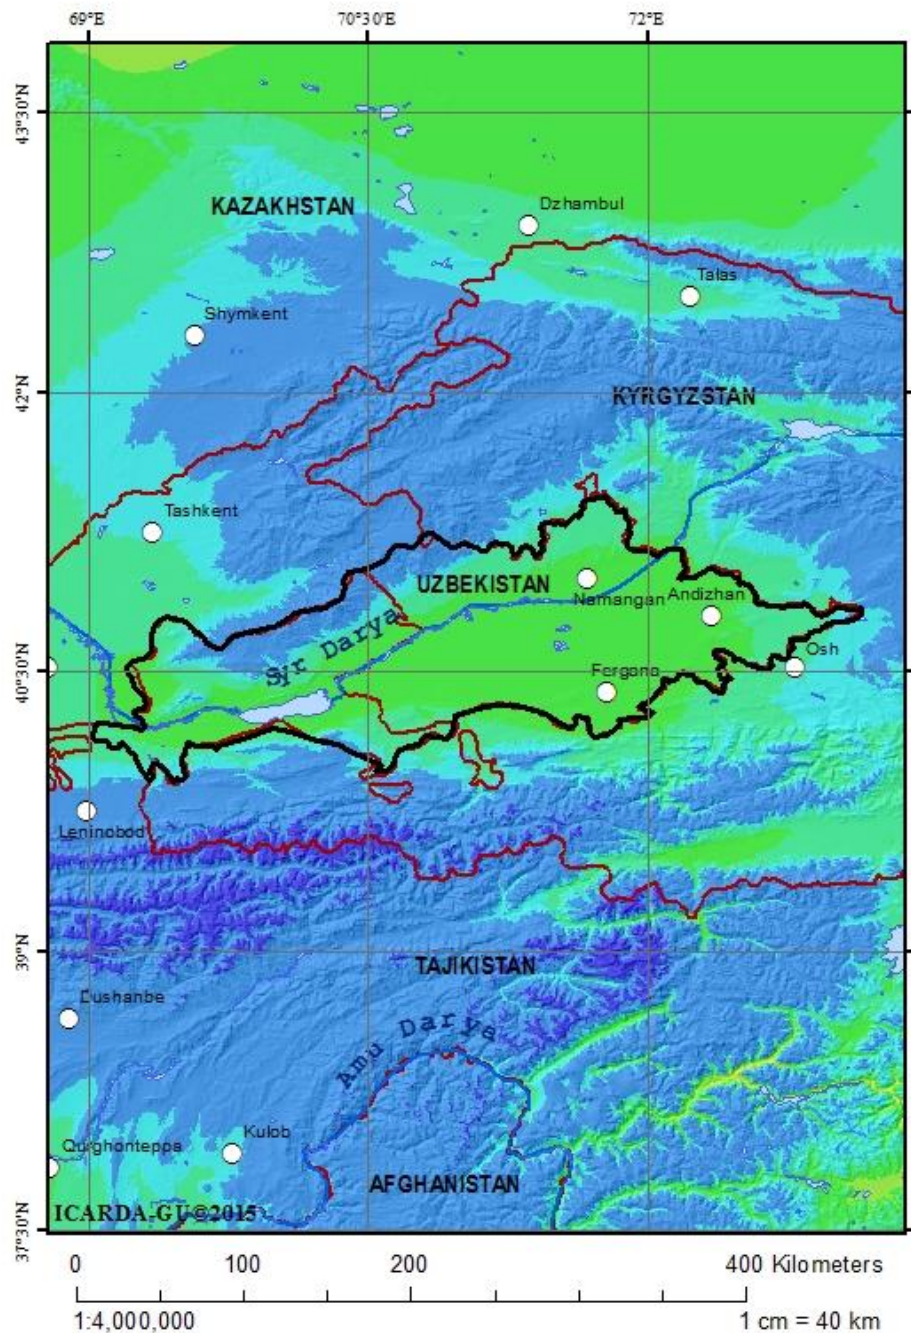 69°E 70°30'E 72°E
43°30'N
Dzhambul
KAZAKHSTAN
Talas
Shymkent
42°N
KYRGYZSTAN
Tashkent
UZBEKISTAN
Namangan
Andizhan
Syr Darya
40°30'N
Osh
Fergona
Leninobod
39°N
TAJIKISTAN
Dushanbe
Amu Darya
Kulob
Qurghonteppa
AFGHANISTAN
ICARDA-GU©2015
37°30'N
0 100 200 400 Kilometers
1:4,000,000 1 cm = 40 km